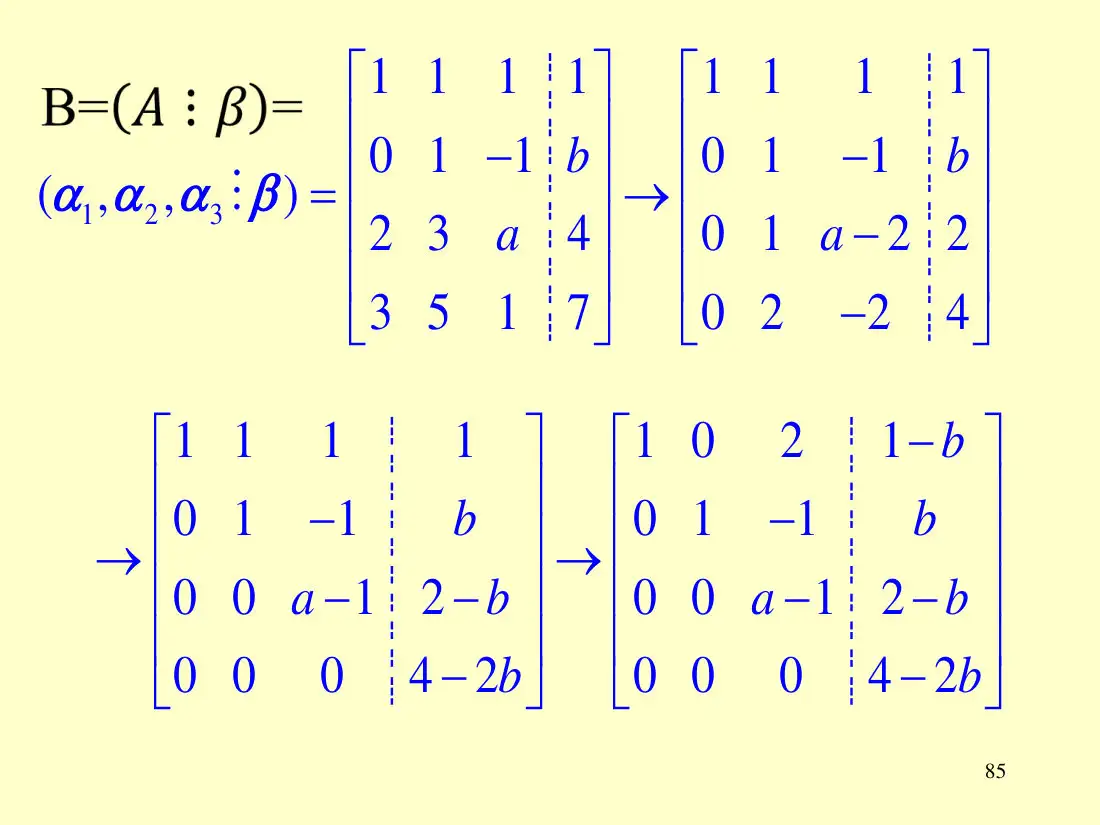 B=(A ⋮ β)=
(α₁,α₂,α₃⋮β) = [1 1 1 ┊ 1 → [1 1 1 ┊ 1
0 1 −1 ┊ b 0 1 −1 ┊ b
2 3 a ┊ 4 0 1 a−2 ┊ 2
3 5 1 ┊ 7] 0 2 −2 ┊ 4]
→ [1 1 1 ┊ 1 → [1 0 2 ┊ 1−b
0 1 −1 ┊ b 0 1 −1 ┊ b
0 0 a−1 ┊ 2−b 0 0 a−1 ┊ 2−b
0 0 0 ┊ 4−2b] 0 0 0 ┊ 4−2b]
85